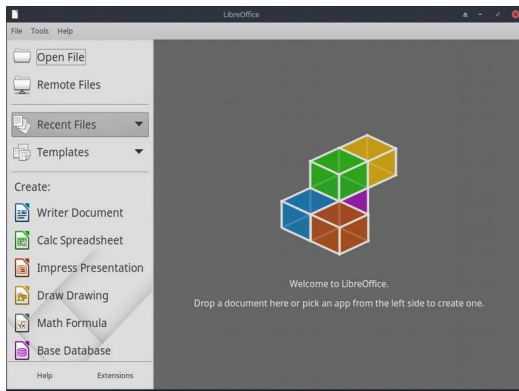 LibreOffice
File Tools Help
Open File
Remote Files
Recent Files
Templates
Create:
Writer Document
Calc Spreadsheet
Impress Presentation
Draw Drawing
Math Formula
Base Database
Help Extensions
Welcome to LibreOffice.
Drop a document here or pick an app from the left side to create one.